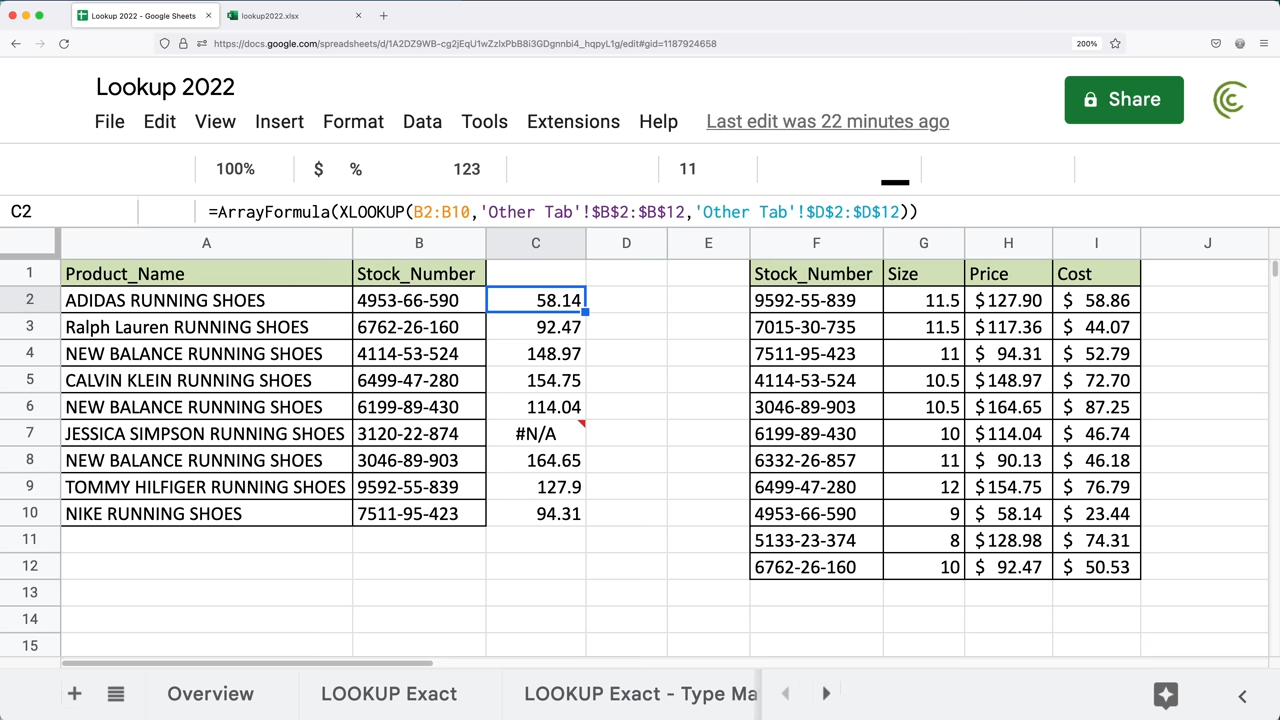 Lookup 2022 - Google Sheets × lookup2022.xlsx × +
https://docs.google.com/spreadsheets/d/1A2DZ9WB-cg2jEqU1wZzlxPbB8i3GDgnnbi4_hqpyL1g/edit#gid=1187924658 200%
Lookup 2022
Share
File Edit View Insert Format Data Tools Extensions Help Last edit was 22 minutes ago
100% $ % 123 11
C2 =ArrayFormula(XLOOKUP(B2:B10,'Other Tab'!$B$2:$B$12,'Other Tab'!$D$2:$D$12))
A B C D E F G H I J
1 Product_Name Stock_Number Stock_Number Size Price Cost
2 ADIDAS RUNNING SHOES 4953-66-590 58.14 9592-55-839 11.5 $127.90 $ 58.86
3 Ralph Lauren RUNNING SHOES 6762-26-160 92.47 7015-30-735 11.5 $117.36 $ 44.07
4 NEW BALANCE RUNNING SHOES 4114-53-524 148.97 7511-95-423 11 $ 94.31 $ 52.79
5 CALVIN KLEIN RUNNING SHOES 6499-47-280 154.75 4114-53-524 10.5 $148.97 $ 72.70
6 NEW BALANCE RUNNING SHOES 6199-89-430 114.04 3046-89-903 10.5 $164.65 $ 87.25
7 JESSICA SIMPSON RUNNING SHOES 3120-22-874 #N/A 6199-89-430 10 $114.04 $ 46.74
8 NEW BALANCE RUNNING SHOES 3046-89-903 164.65 6332-26-857 11 $ 90.13 $ 46.18
9 TOMMY HILFIGER RUNNING SHOES 9592-55-839 127.9 6499-47-280 12 $154.75 $ 76.79
10 NIKE RUNNING SHOES 7511-95-423 94.31 4953-66-590 9 $ 58.14 $ 23.44
11 5133-23-374 8 $128.98 $ 74.31
12 6762-26-160 10 $ 92.47 $ 50.53
13
14
15
+ Overview LOOKUP Exact LOOKUP Exact - Type Ma